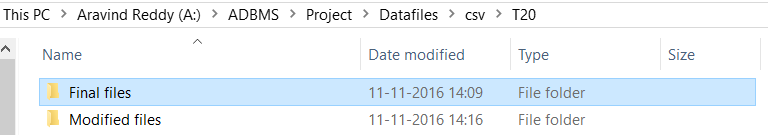 This PC > Aravind Reddy (A:) > ADBMS > Project > Datafiles > csv > T20
Name Date modified Type Size
Final files 11-11-2016 14:09 File folder
Modified files 11-11-2016 14:16 File folder